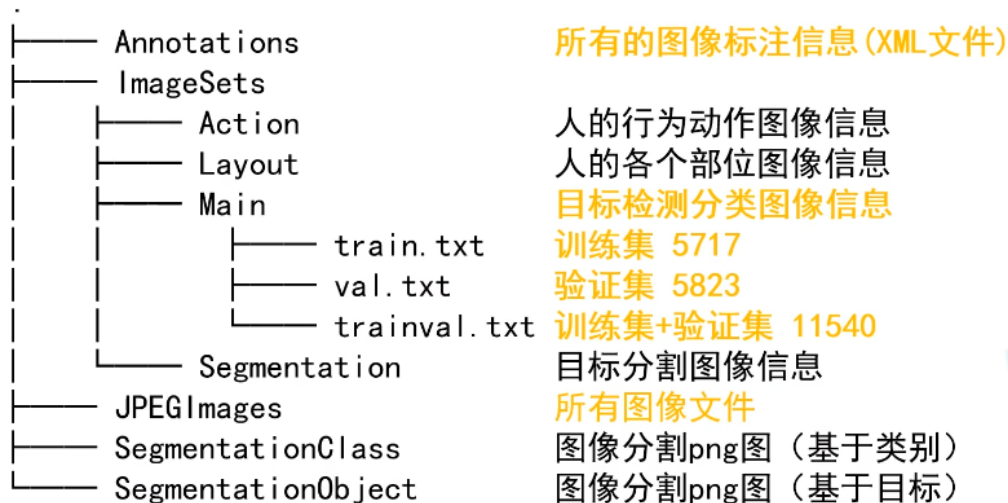 .
├── Annotations 所有的图像标注信息(XML文件)
├── ImageSets
│   ├── Action 人的行为动作图像信息
│   ├── Layout 人的各个部位图像信息
│   ├── Main 目标检测分类图像信息
│   │   ├── train.txt 训练集 5717
│   │   ├── val.txt 验证集 5823
│   │   └── trainval.txt 训练集+验证集 11540
│   └── Segmentation 目标分割图像信息
├── JPEGImages 所有图像文件
├── SegmentationClass 图像分割png图（基于类别）
└── SegmentationObject 图像分割png图（基于目标）